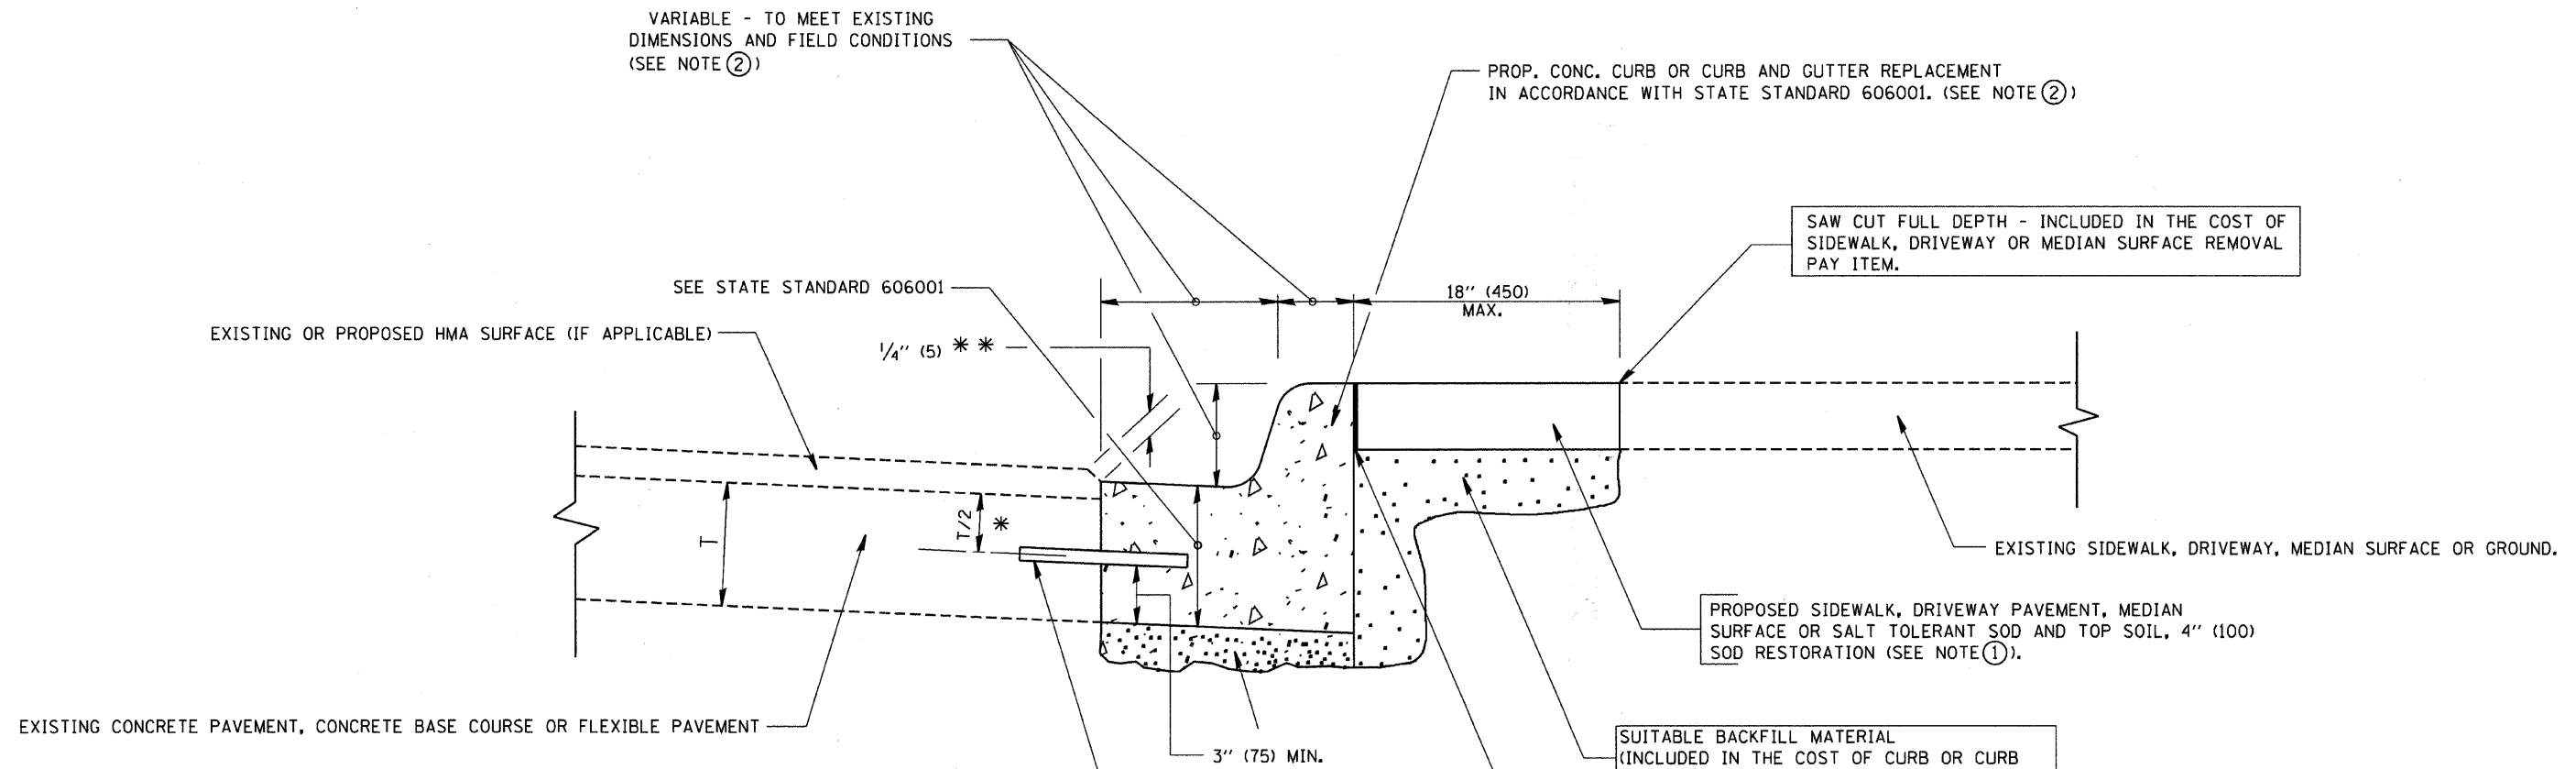 VARIABLE - TO MEET EXISTING
DIMENSIONS AND FIELD CONDITIONS
(SEE NOTE ②)
PROP. CONC. CURB OR CURB AND GUTTER REPLACEMENT
IN ACCORDANCE WITH STATE STANDARD 606001. (SEE NOTE ②)
SAW CUT FULL DEPTH - INCLUDED IN THE COST OF
SIDEWALK, DRIVEWAY OR MEDIAN SURFACE REMOVAL
PAY ITEM.
SEE STATE STANDARD 606001
18" (450)
MAX.
EXISTING OR PROPOSED HMA SURFACE (IF APPLICABLE)
1/4" (5) * *
T
T/2 *
EXISTING SIDEWALK, DRIVEWAY, MEDIAN SURFACE OR GROUND.
PROPOSED SIDEWALK, DRIVEWAY PAVEMENT, MEDIAN
SURFACE OR SALT TOLERANT SOD AND TOP SOIL, 4" (100)
SOD RESTORATION (SEE NOTE ①).
EXISTING CONCRETE PAVEMENT, CONCRETE BASE COURSE OR FLEXIBLE PAVEMENT
3" (75) MIN.
SUITABLE BACKFILL MATERIAL
(INCLUDED IN THE COST OF CURB OR CURB